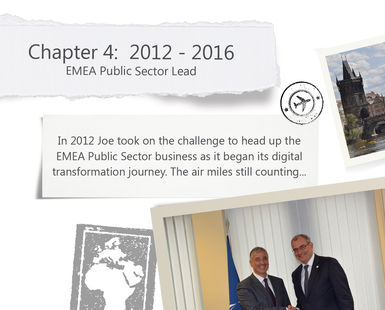 Chapter 4:  2012 - 2016
EMEA Public Sector Lead
In 2012 Joe took on the challenge to head up the
EMEA Public Sector business as it began its digital
transformation journey. The air miles still counting...